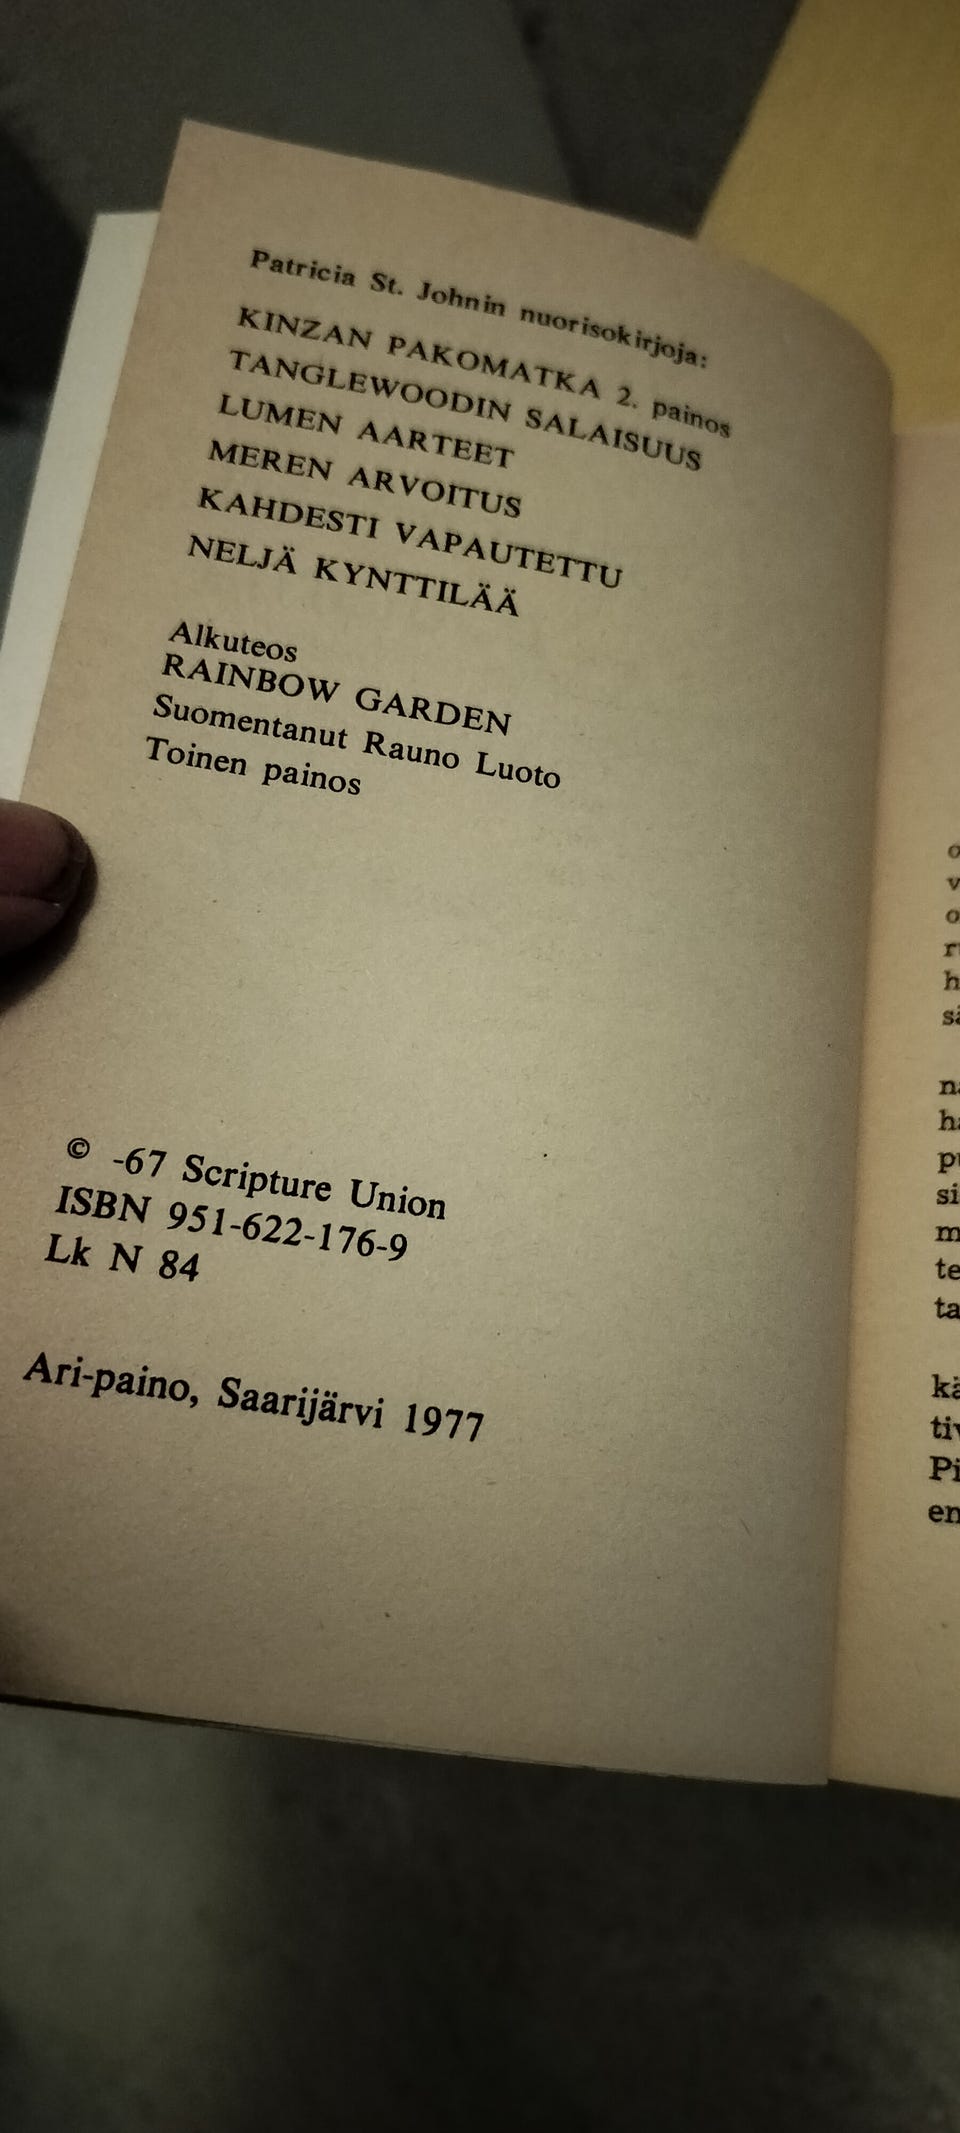 Patricia St. Johnin nuorisokirjoja:
KINZAN PAKOMATKA 2. painos
TANGLEWOODIN SALAISUUS
LUMEN AARTEET
MEREN ARVOITUS
KAHDESTI VAPAUTETTU
NELJÄ KYNTTILÄÄ
Alkuteos
RAINBOW GARDEN
Suomentanut Rauno Luoto
Toinen painos
© -67 Scripture Union
ISBN 951-622-176-9
Lk N 84
Ari-paino, Saarijärvi 1977